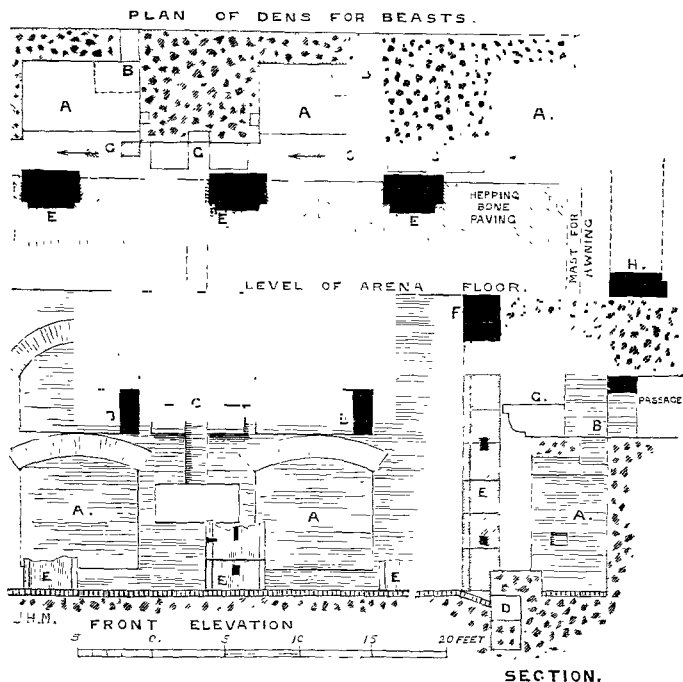 PLAN OF DENS FOR BEASTS.
B
A
A
A.
G
G
E
E
E
HEPPING
BONE
PAVING
MAST FOR
AWNING
H.
LEVEL OF ARENA FLOOR.
F
G
G.
PASSAGE
B
E
A.
A
A.
E
E
E
D
J.H.M.
FRONT ELEVATION
5 0. 5 10 15 20 FEET
SECTION.